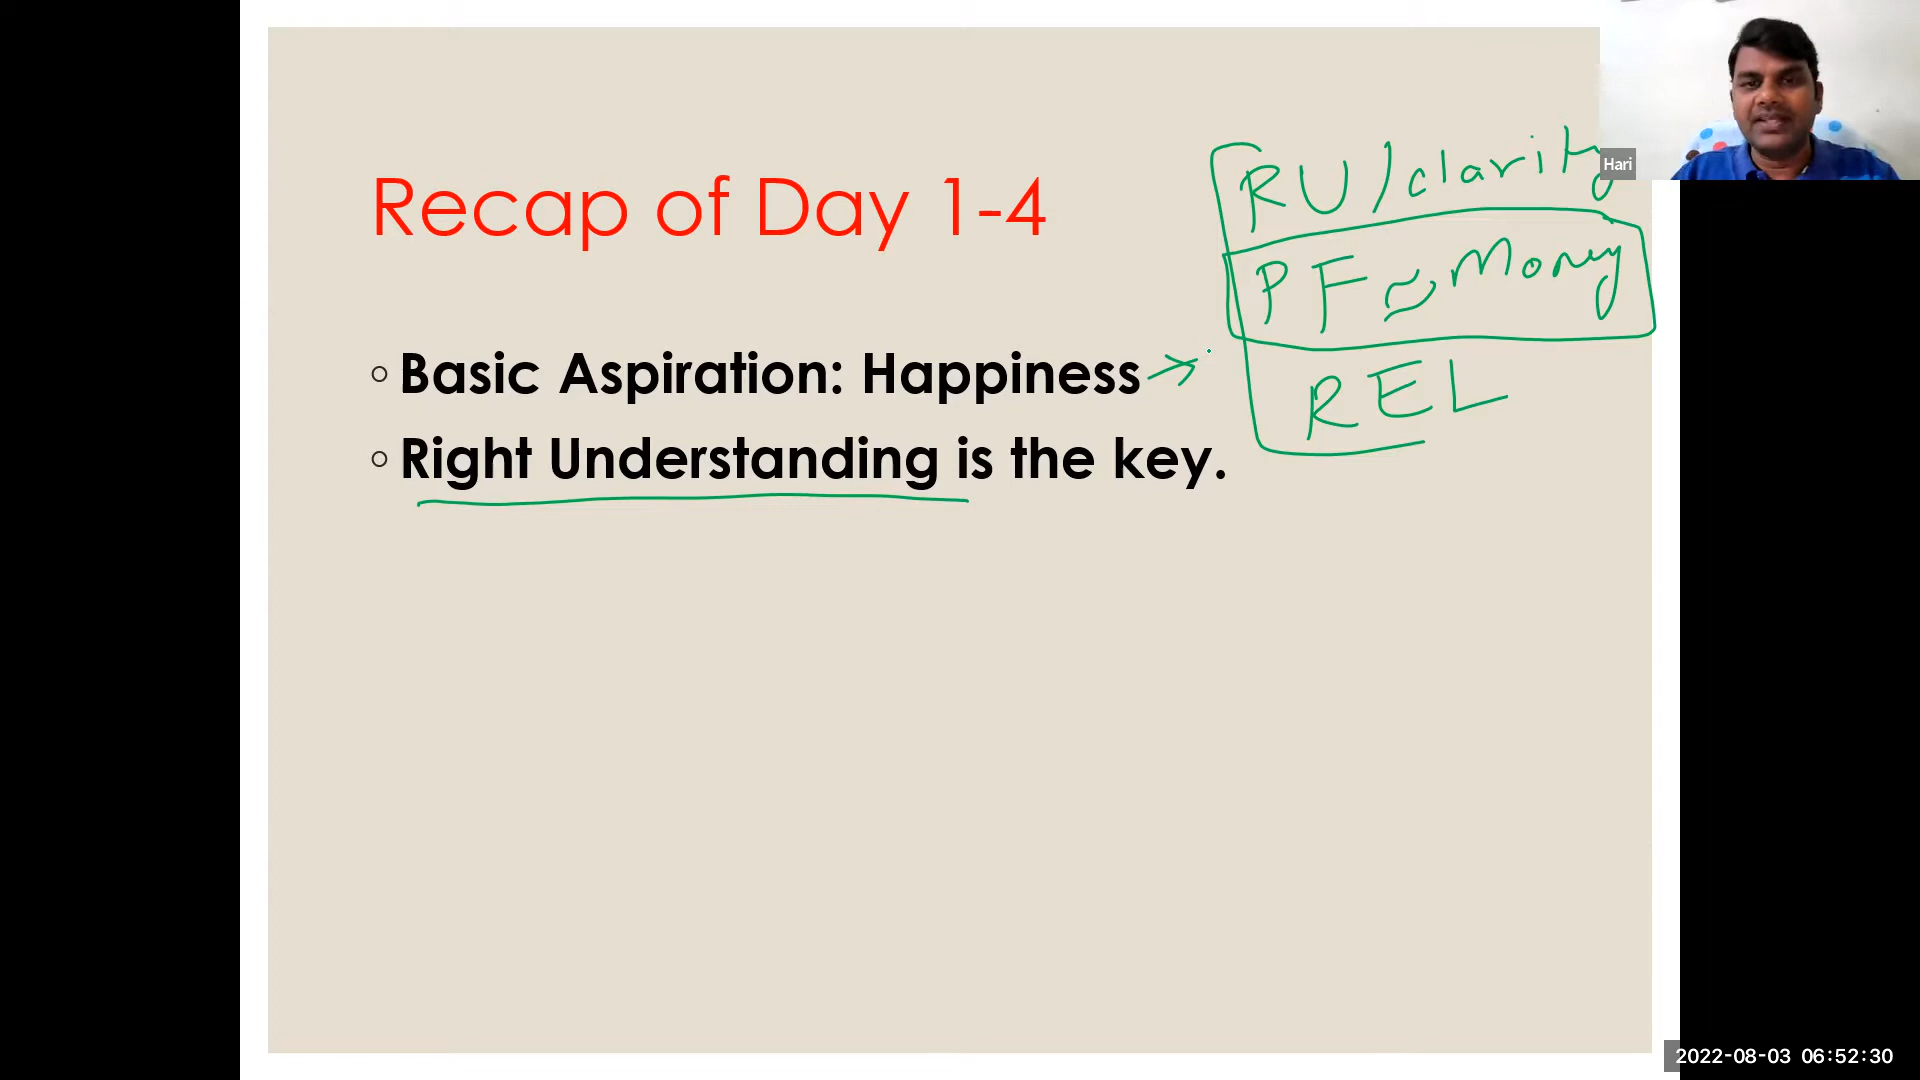 Recap of Day 1-4
RU/clarity
Hari
PF ≈ Money
◦ Basic Aspiration: Happiness →
REL
◦ Right Understanding is the key.
2022-08-03 06:52:30